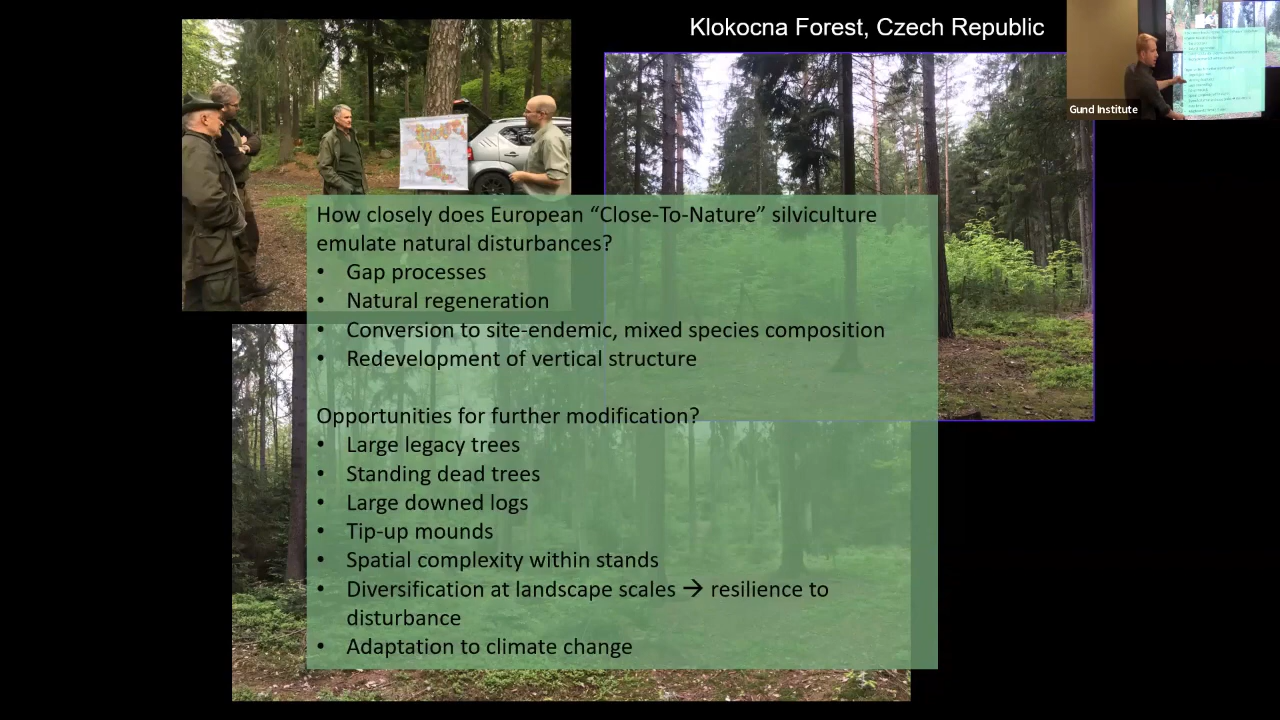 Klokocna Forest, Czech Republic
Gund Institute
How closely does European “Close-To-Nature” silviculture
emulate natural disturbances?
• Gap processes
• Natural regeneration
• Conversion to site-endemic, mixed species composition
• Redevelopment of vertical structure
Opportunities for further modification?
• Large legacy trees
• Standing dead trees
• Large downed logs
• Tip-up mounds
• Spatial complexity within stands
• Diversification at landscape scales → resilience to
disturbance
• Adaptation to climate change